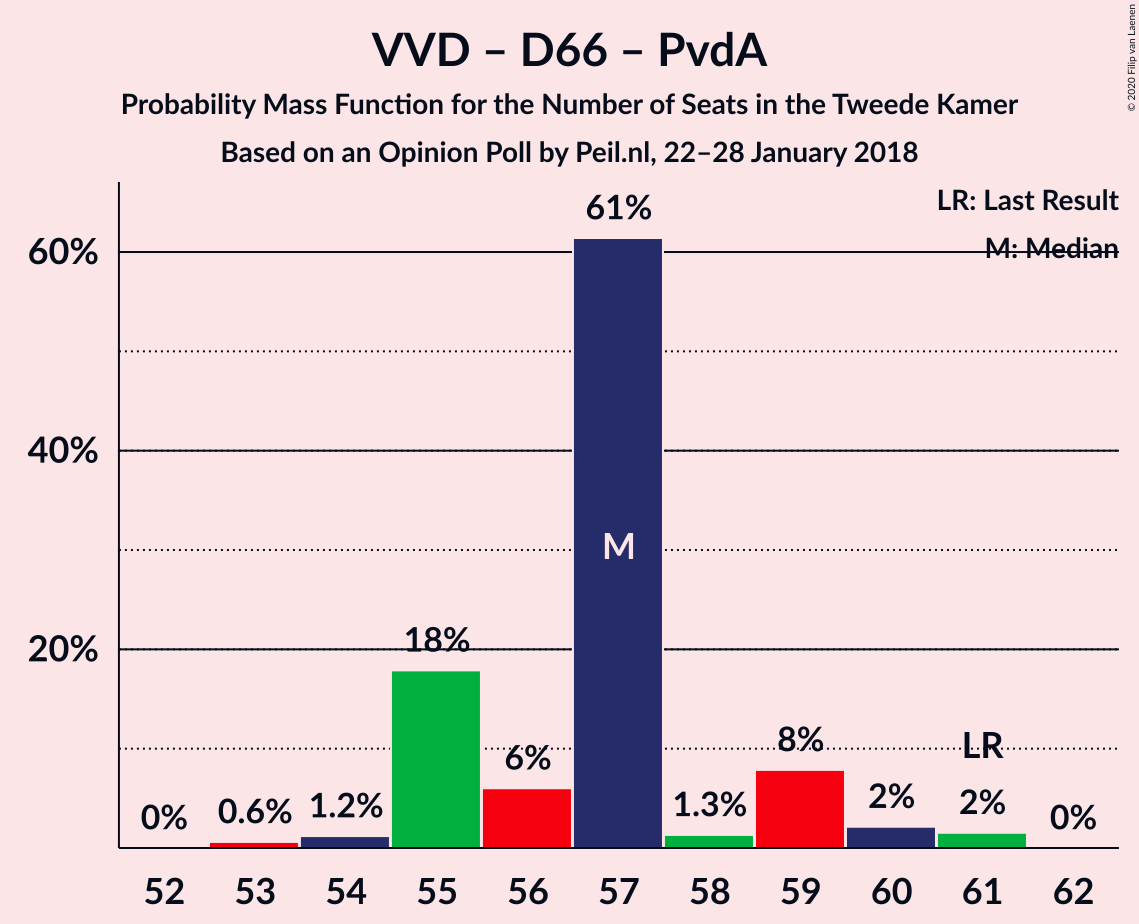 VVD – D66 – PvdA
Probability Mass Function for the Number of Seats in the Tweede Kamer
Based on an Opinion Poll by Peil.nl, 22–28 January 2018
© 2020 Filip van Laenen
LR: Last Result
M: Median
60%
40%
20%
0% 0.6% 1.2% 18% 6% 61% 1.3% 8% 2% 2% 0%
M
LR
52 53 54 55 56 57 58 59 60 61 62